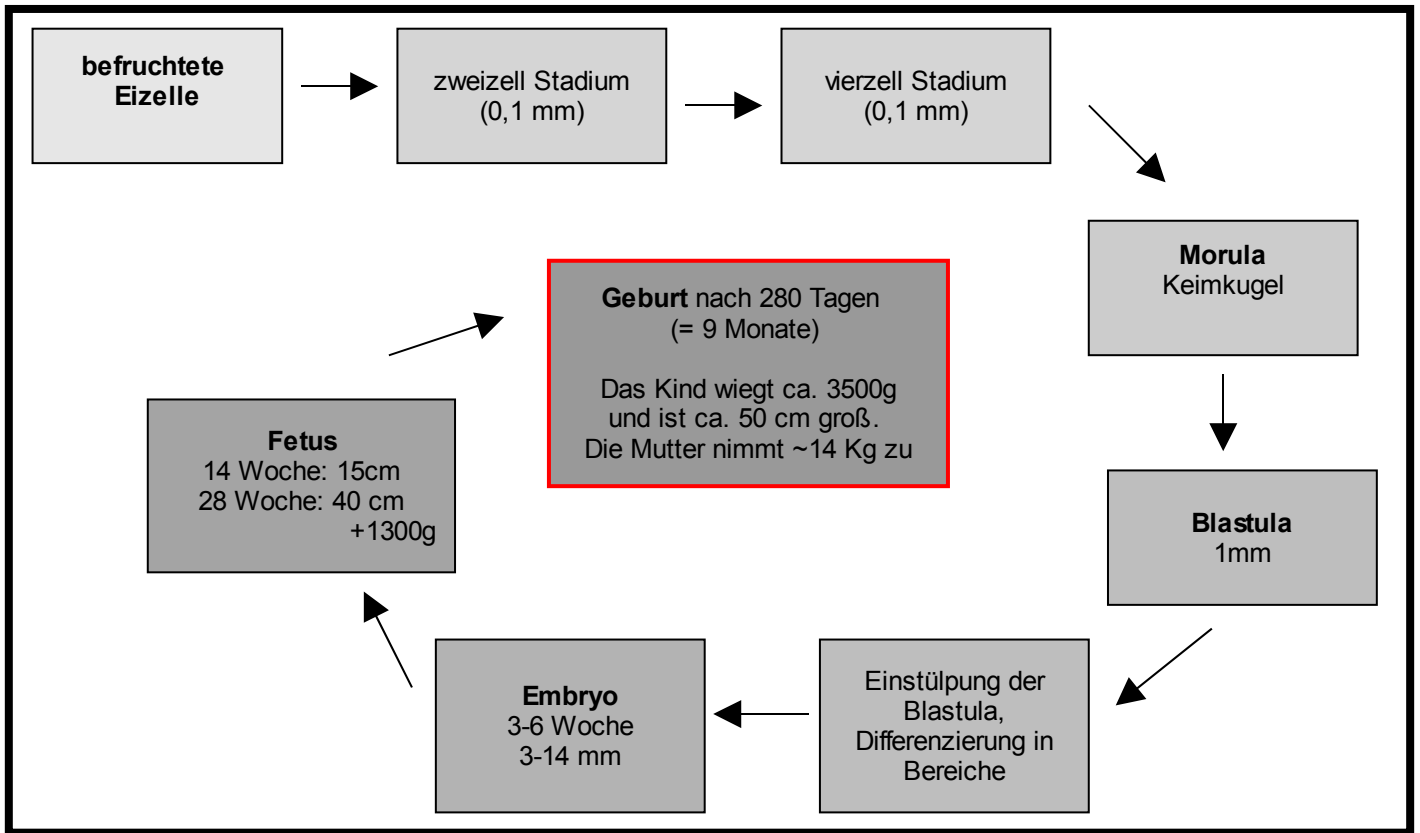 befruchtete
Eizelle
zweizell Stadium
(0,1 mm)
vierzell Stadium
(0,1 mm)
Morula
Keimkugel
Blastula
1mm
Einstülpung der
Blastula,
Differenzierung in
Bereiche
Embryo
3-6 Woche
3-14 mm
Fetus
14 Woche: 15cm
28 Woche: 40 cm
+1300g
Geburt nach 280 Tagen
(= 9 Monate)
Das Kind wiegt ca. 3500g
und ist ca. 50 cm groß.
Die Mutter nimmt ~14 Kg zu